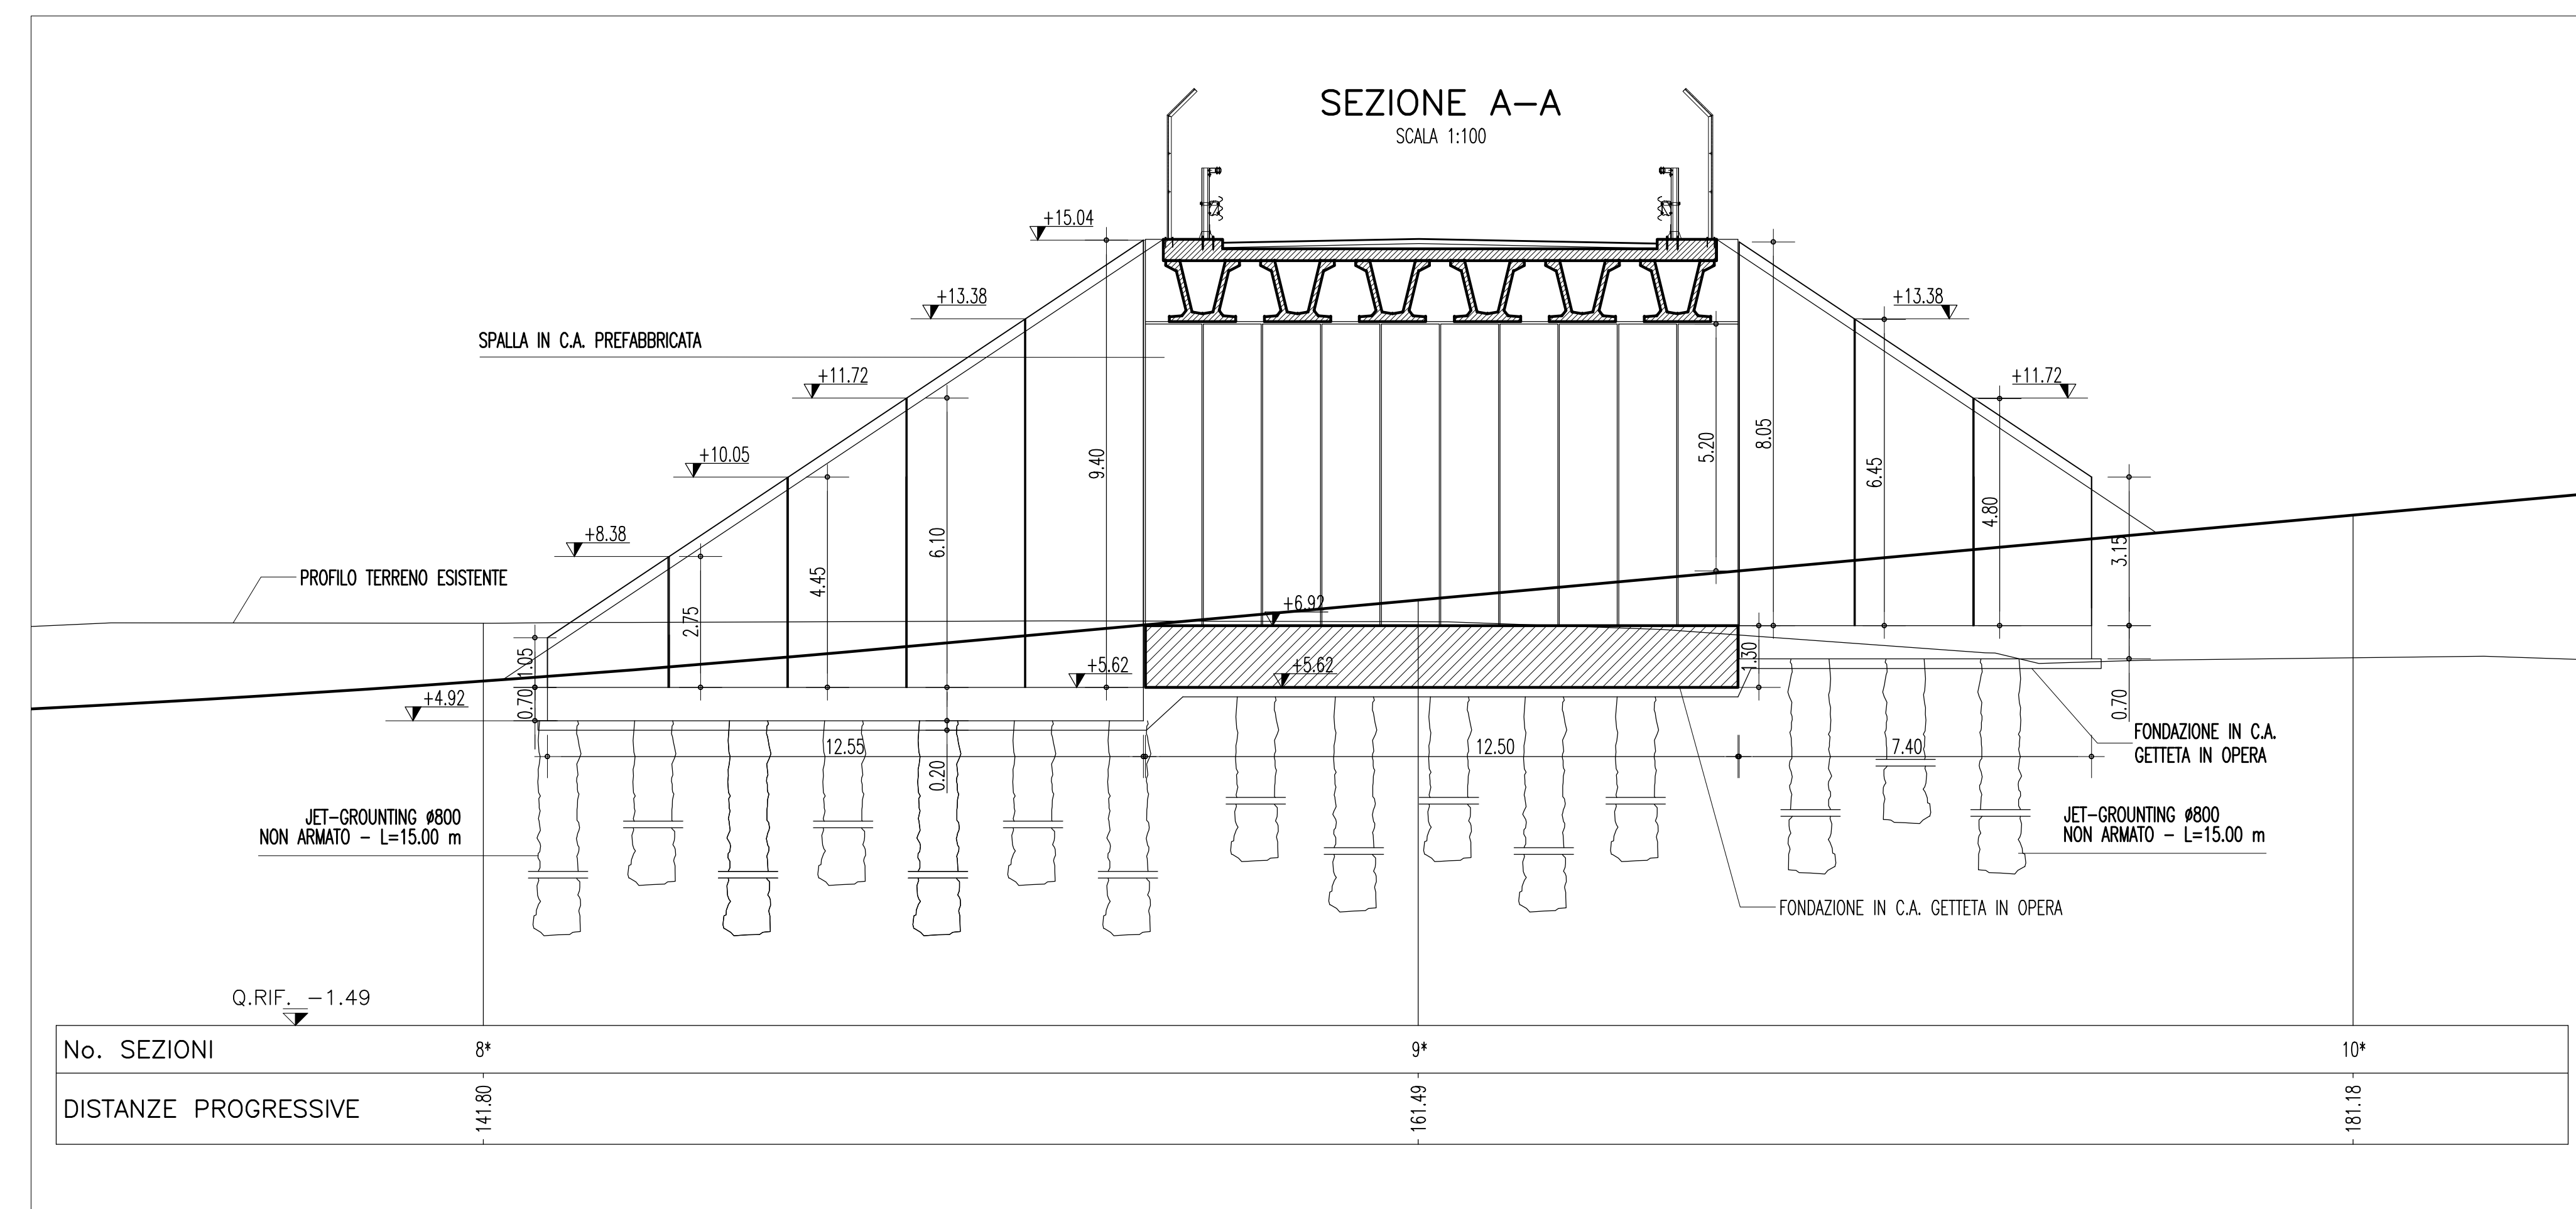 SEZIONE A-A
SCALA 1:100
+15.04
+13.38
+13.38
SPALLA IN C.A. PREFABBRICATA
+11.72
+11.72
8.05
5.20
9.40
+10.05
6.45
4.80
+8.38
6.10
4.45
3.15
PROFILO TERRENO ESISTENTE
2.75
+6.92
1.05
+5.62
+5.62
1.30
0.70
+4.92
0.70
12.55
12.50
7.40
0.20
FONDAZIONE IN C.A.
GETTETA IN OPERA
JET-GROUNTING ø800
NON ARMATO - L=15.00 m
JET-GROUNTING ø800
NON ARMATO - L=15.00 m
FONDAZIONE IN C.A. GETTETA IN OPERA
Q.RIF. -1.49
No. SEZIONI 8* 9* 10*
DISTANZE PROGRESSIVE 141.80 161.49 181.18